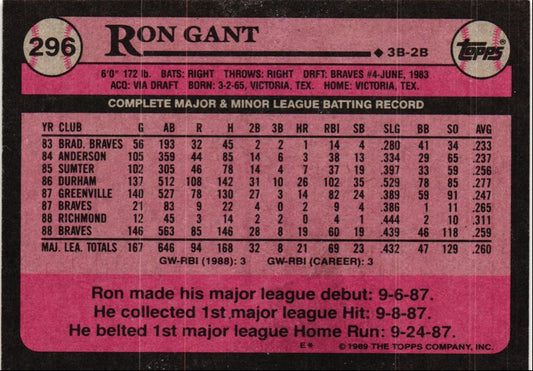 296
RON GANT
3B-2B
TOPPS
6'0" 172 lb. BATS: RIGHT THROWS: RIGHT DRFT: BRAVES #4-JUNE, 1983
ACQ: VIA DRAFT BORN: 3-2-65, VICTORIA, TEX. HOME: VICTORIA, TEX.
COMPLETE MAJOR & MINOR LEAGUE BATTING RECORD
YR CLUB G AB R H 2B 3B HR RBI SB SLG BB SO AVG
83 BRAD. BRAVES 56 193 32 45 2 2 1 14 4 .280 41 34 .233
84 ANDERSON 105 359 44 85 14 6 3 38 13 .334 29 65 .237
85 SUMTER 102 305 46 78 14 4 7 37 19 .397 33 59 .256
86 DURHAM 137 512 108 142 31 10 26 102 35 .529 78 85 .277
87 GREENVILLE 140 527 78 130 27 3 14 82 24 .389 59 91 .247
87 BRAVES 21 83 9 22 4 0 2 9 4 .386 1 11 .265
88 RICHMOND 12 45 3 14 2 2 0 4 1 .444 2 10 .311
88 BRAVES 146 563 85 146 28 8 19 60 19 .439 46 118 .259
MAJ. LEA. TOTALS 167 646 94 168 32 8 21 69 23 .432 47 129 .260
GW-RBI (1988): 3 GW-RBI (CAREER): 3
Ron made his major league debut: 9-6-87.
He collected 1st major league Hit: 9-8-87.
He belted 1st major league Home Run: 9-24-87.
E* © 1989 THE TOPPS COMPANY, INC.